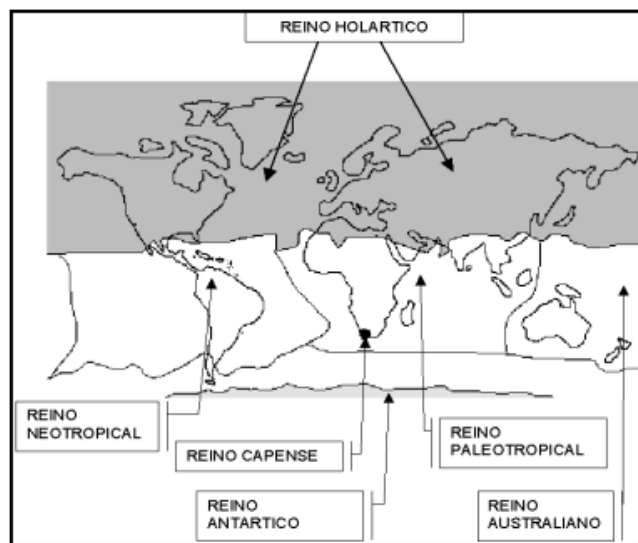 REINO HOLARTICO
REINO
NEOTROPICAL
REINO CAPENSE
REINO
ANTARTICO
REINO
PALEOTROPICAL
REINO
AUSTRALIANO